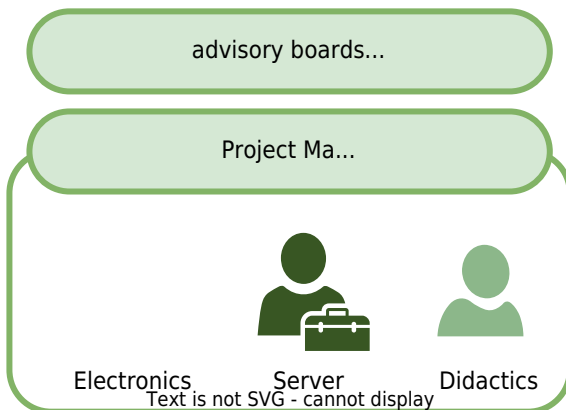 advisory boards...
Project Ma...
Electronics Server Didactics
Text is not SVG - cannot display